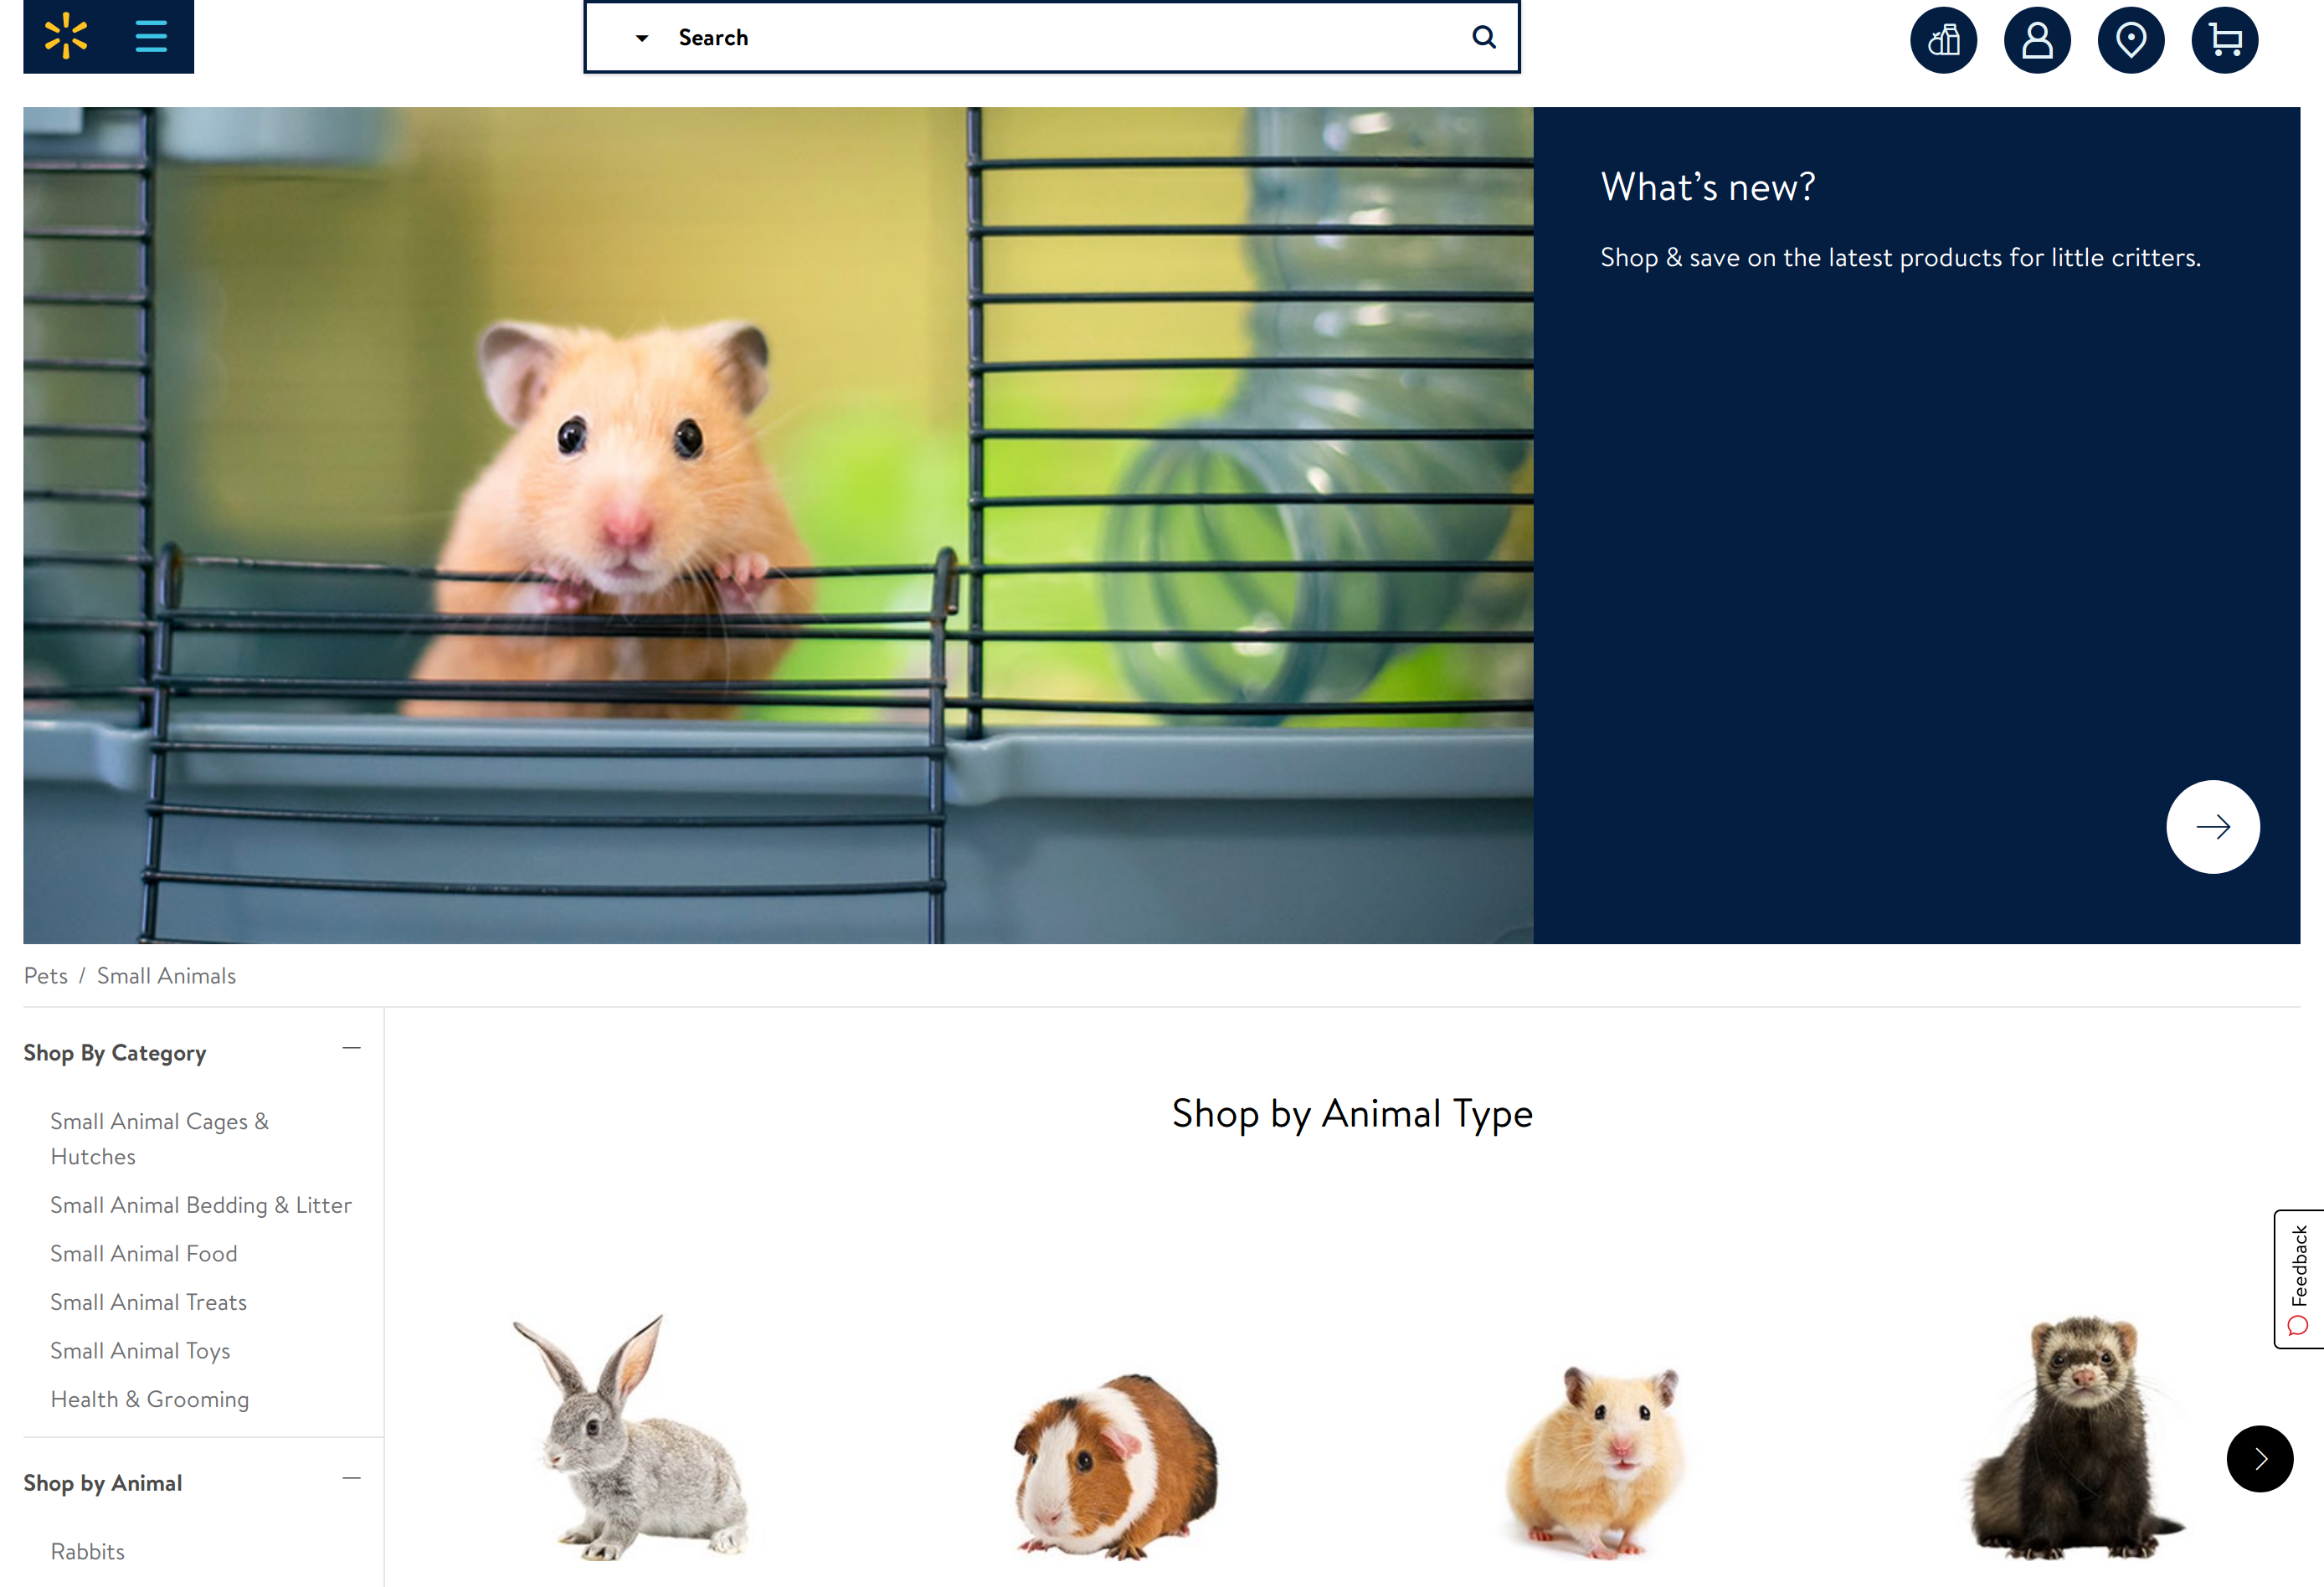 Search
What's new?
Shop & save on the latest products for little critters.
Pets / Small Animals
Shop By Category
Small Animal Cages &
Hutches
Small Animal Bedding & Litter
Small Animal Food
Small Animal Treats
Small Animal Toys
Health & Grooming
Shop by Animal
Rabbits
Shop by Animal Type
Feedback